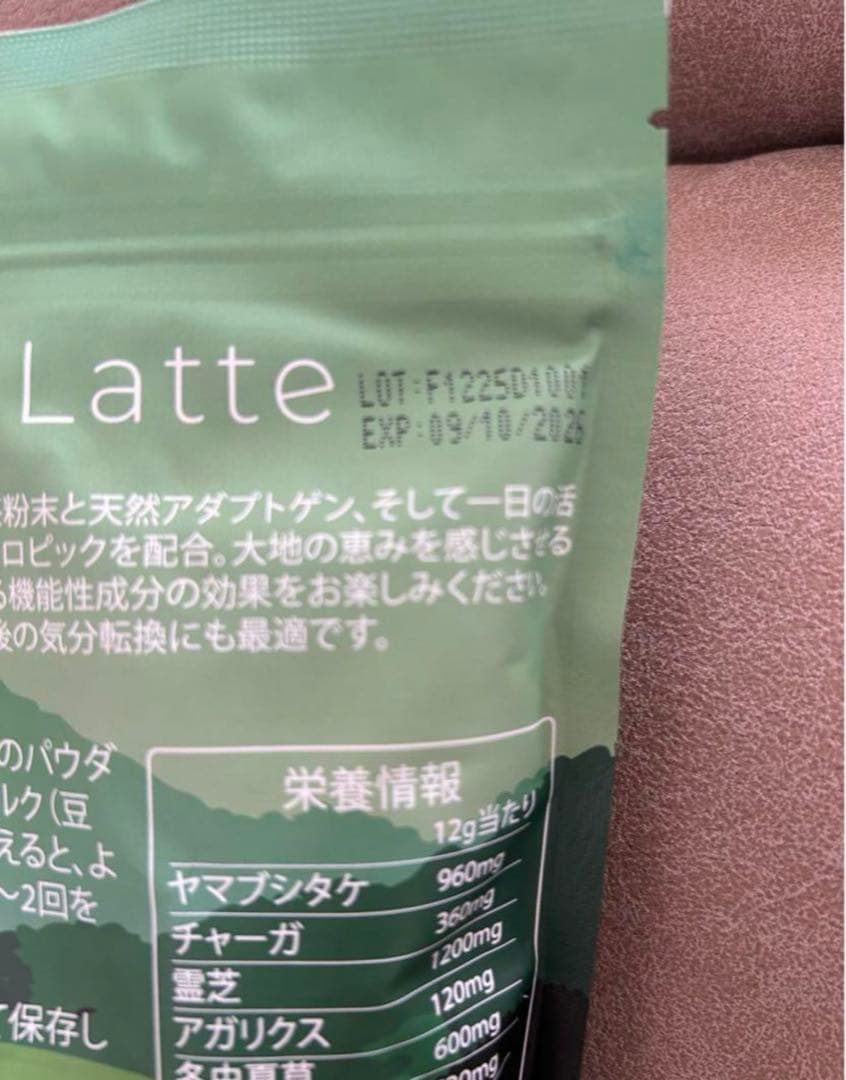 Latte
LOT:F1225D1001
EXP:09/10/2026
粉末と天然アダプトゲン、そして一日の活
ロピックを配合。大地の恵みを感じさせる
機能性成分の効果をお楽しみください。
の気分転換にも最適です。
のパウダ
ルク(豆
えると、よ
～2回を
保存し
栄養情報
12g当たり
ヤマブシタケ 960mg
チャーガ 360mg
霊芝 1200mg
アガリクス 120mg
冬虫夏草 600mg